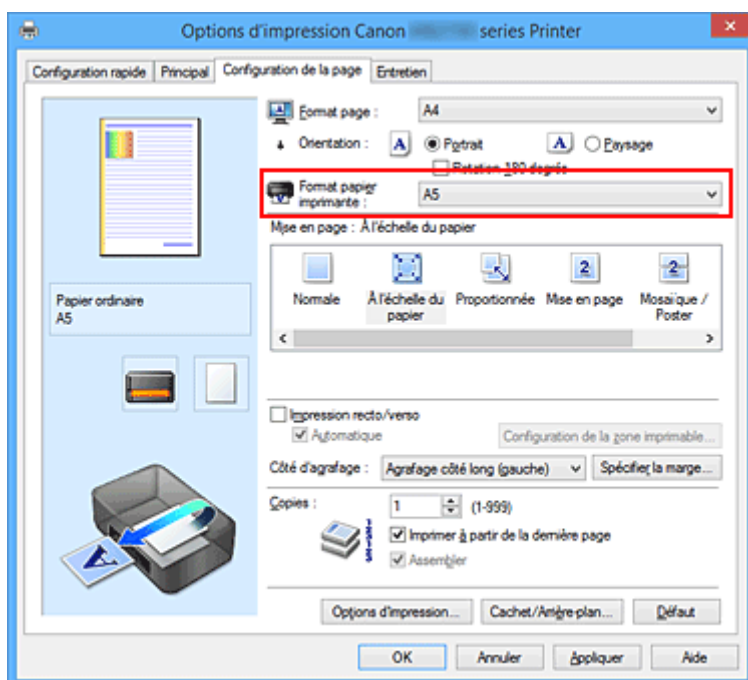 Options d'impression Canon series Printer
Configuration rapide Principal Configuration de la page Entretien
Format page : A4
Orientation : A Portrait A Paysage
Rotation 180 degrés
Format papier
imprimante : A5
Mise en page : À l'échelle du papier
2 2
Normale À l'échelle du Proportionnée Mise en page Mosaïque /
papier Poster
Papier ordinaire
A5
Impression recto/verso
Automatique Configuration de la zone imprimable...
Côté d'agrafage : Agrafage côté long (gauche) Spécifier la marge...
Copies : 1 (1-999)
Imprimer à partir de la dernière page
Assembler
A
Options d'impression... Cachet/Arrière-plan... Défaut
OK Annuler Appliquer Aide